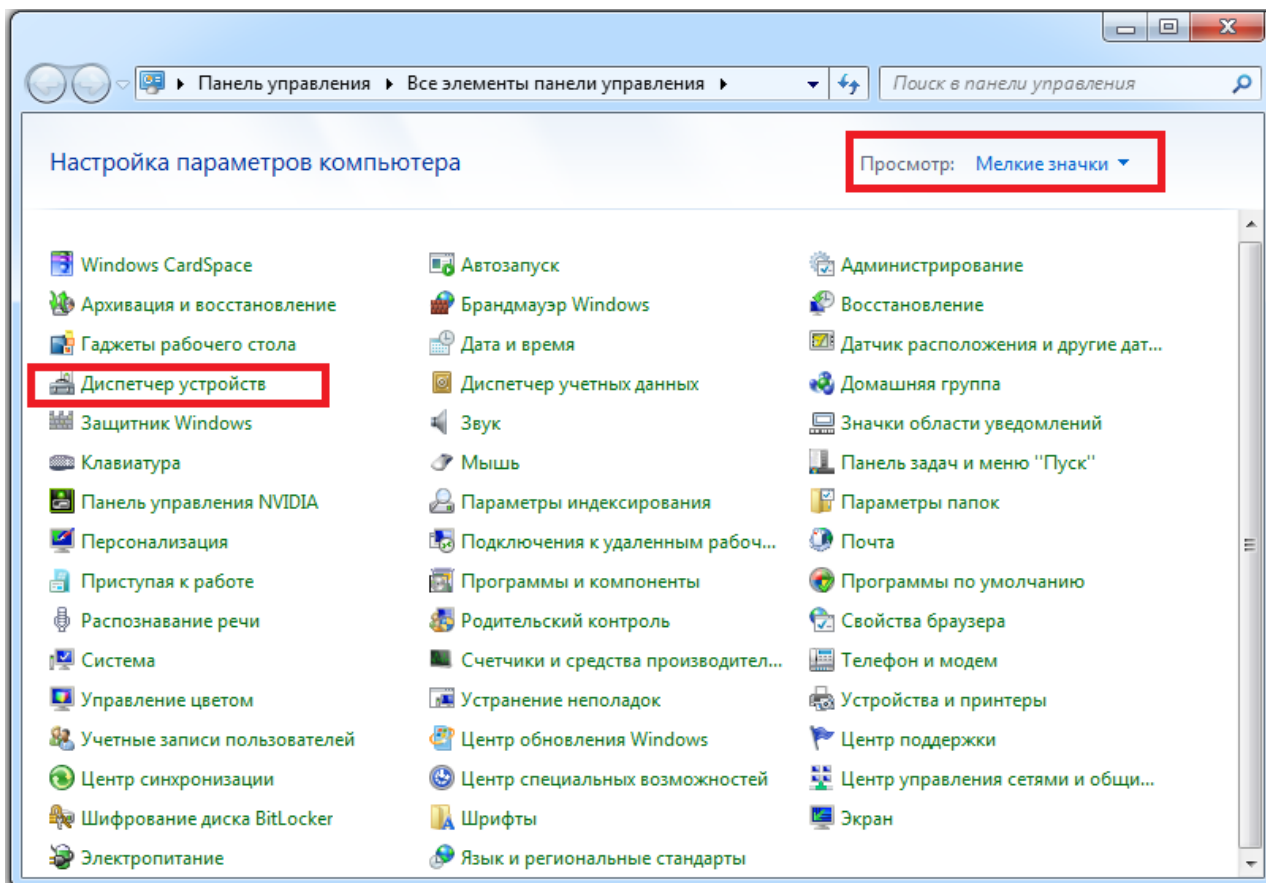 Панель управления Все элементы панели управления Поиск в панели управления
Настройка параметров компьютера Просмотр: Мелкие значки
Windows CardSpace Автозапуск Администрирование
Архивация и восстановление Брандмауэр Windows Восстановление
Гаджеты рабочего стола Дата и время Датчик расположения и другие дат...
Диспетчер устройств Диспетчер учетных данных Домашняя группа
Защитник Windows Звук Значки области уведомлений
Клавиатура Мышь Панель задач и меню "Пуск"
Панель управления NVIDIA Параметры индексирования Параметры папок
Персонализация Подключения к удаленным рабоч... Почта
Приступая к работе Программы и компоненты Программы по умолчанию
Распознавание речи Родительский контроль Свойства браузера
Система Счетчики и средства производител... Телефон и модем
Управление цветом Устранение неполадок Устройства и принтеры
Учетные записи пользователей Центр обновления Windows Центр поддержки
Центр синхронизации Центр специальных возможностей Центр управления сетями и общи...
Шифрование диска BitLocker Шрифты Экран
Электропитание Язык и региональные стандарты